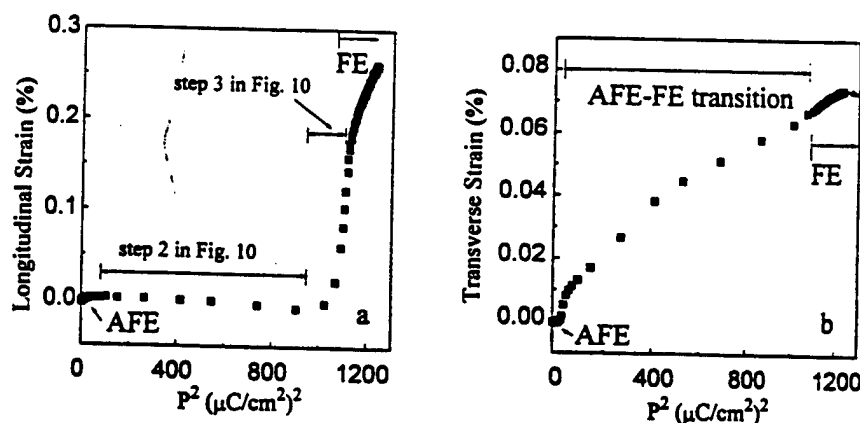 0.3
0.2
0.1
0.0
Longitudinal Strain (%)
FE
step 3 in Fig. 10
step 2 in Fig. 10
AFE
a
0
400
800
1200
P² (μC/cm²)²
0.08
0.06
0.04
0.02
0.00
Transverse Strain (%)
AFE-FE transition
FE
AFE
b
0
400
800
1200
P² (μC/cm²)²